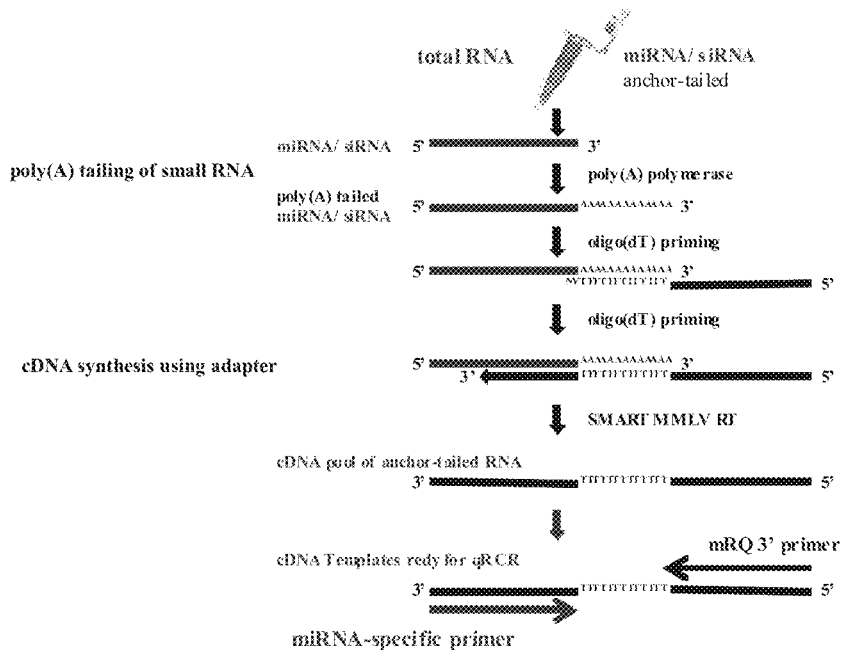 total RNA
miRNA/ siRNA
anchor-tailed
miRNA/ siRNA
5'
3'
poly(A) tailing of small RNA
poly(A) polymerase
poly(A) tailed
miRNA/ siRNA
5'
AAAAAAAAAAA
3'
oligo(dT) priming
5'
AAAAAAAAAAA
3'
5'
oligo(dT) priming
cDNA synthesis using adapter
5'
AAAAAAAAAAA
3'
3'
5'
SMART MMLV RT
cDNA pool of anchor-tailed RNA
3'
5'
mRQ 3' primer
cDNA Templates redy for qRCR
3'
5'
miRNA-specific primer